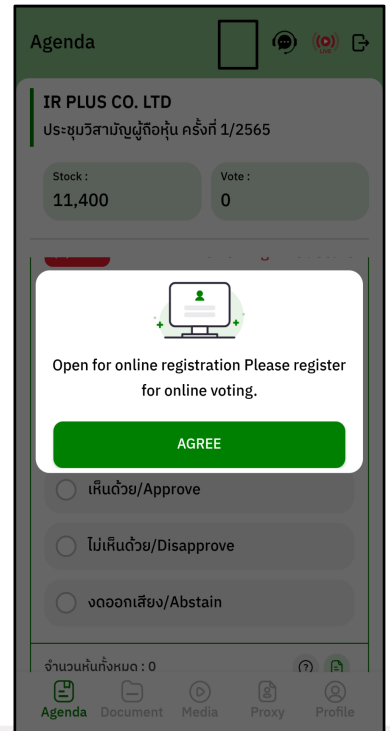 Agenda
LIVE
IR PLUS CO. LTD
ประชุมวิสามัญผู้ถือหุ้น ครั้งที่ 1/2565
Stock :
11,400
Vote :
0
Open for online registration Please register
for online voting.
AGREE
เห็นด้วย/Approve
ไม่เห็นด้วย/Disapprove
งดออกเสียง/Abstain
จำนวนหุ้นทั้งหมด : 0
Agenda Document Media Proxy Profile